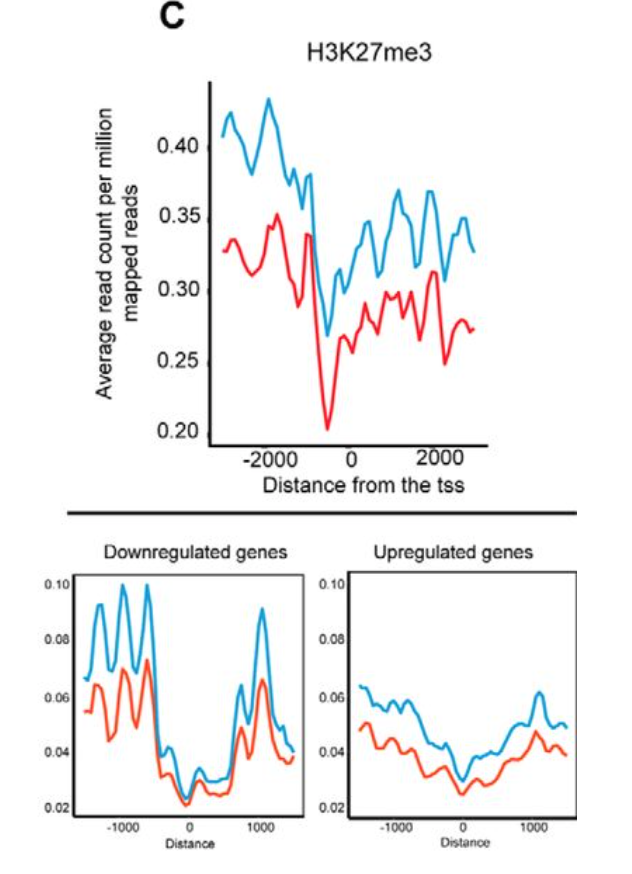 C
H3K27me3
Average read count per million
mapped reads
0.40
0.35
0.30
0.25
0.20
-2000 0 2000
Distance from the tss
Downregulated genes
0.10
0.08
0.06
0.04
0.02
-1000 0 1000
Distance
Upregulated genes
0.10
0.08
0.06
0.04
0.02
-1000 0 1000
Distance